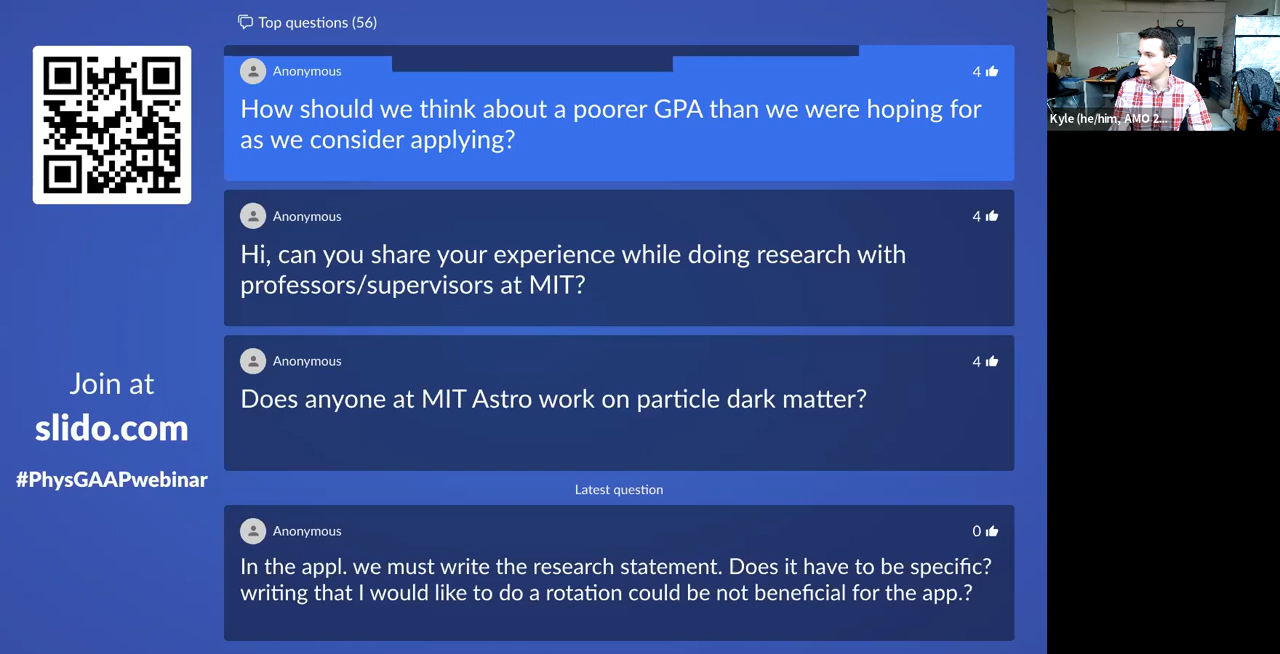 Top questions (56)
Anonymous
4
How should we think about a poorer GPA than we were hoping for
as we consider applying?
Anonymous
4
Hi, can you share your experience while doing research with
professors/supervisors at MIT?
Anonymous
4
Does anyone at MIT Astro work on particle dark matter?
Latest question
Anonymous
0
In the appl. we must write the research statement. Does it have to be specific?
writing that I would like to do a rotation could be not beneficial for the app.?
Join at
slido.com
#PhysGAAPwebinar
Kyle (he/him, AMO 2...